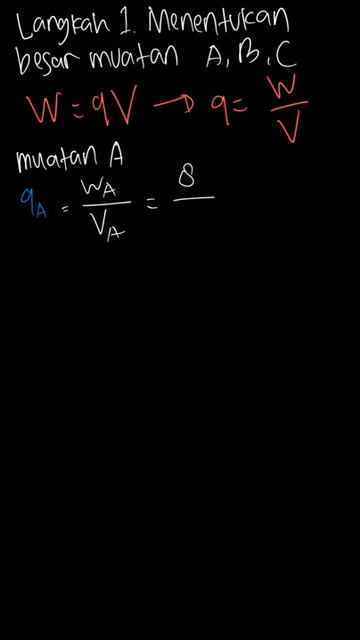 Langkah 1. Menentukan
besar muatan A, B, C
W = qV → q = W/V
muatan A
qA = WA/VA = 8/